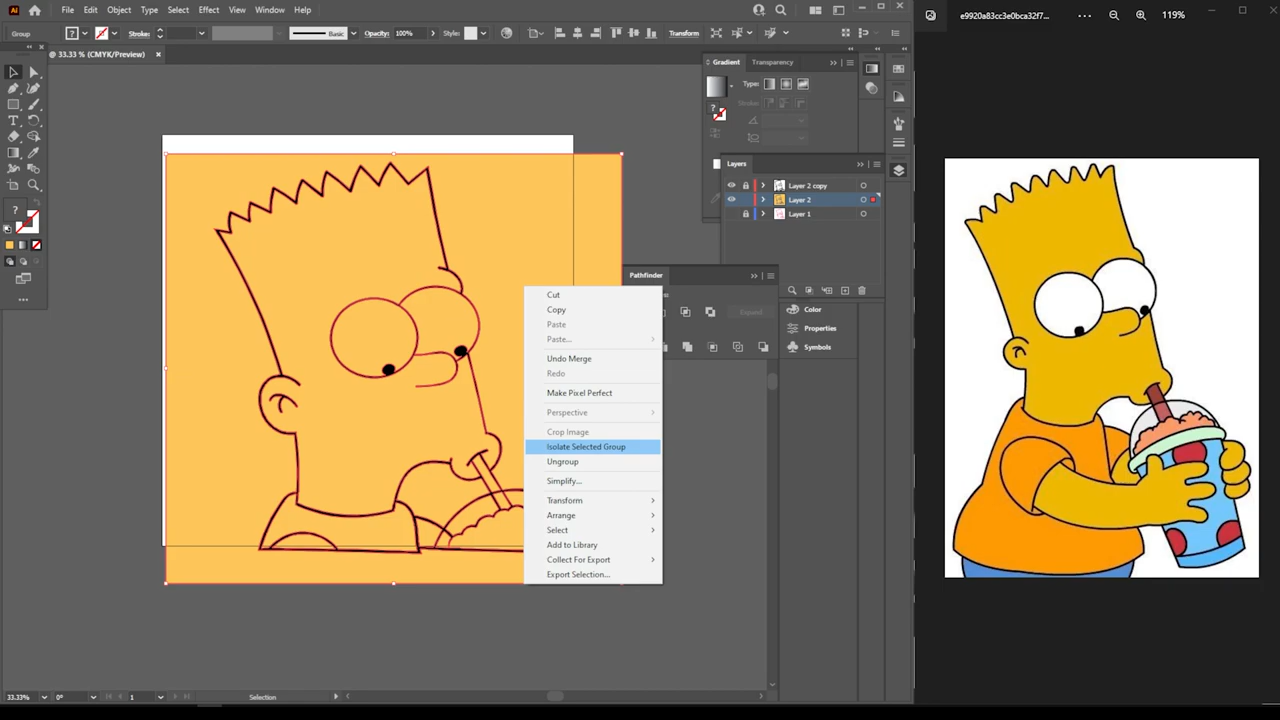 Ai File Edit Object Type Select Effect View Window Help
e9920a83cc3e0bca32f7... 119%
Group ? Stroke: Basic Opacity: 100% Style: Transform
33.33 % (CMYK/Preview) ×
Gradient Transparency
Type:
Stroke:
?
Layers
Layer 2 copy
Layer 2
Layer 1
?
Pathfinder
Expand
Cut
Copy
Paste
Paste...
Undo Merge
Redo
Make Pixel Perfect
Perspective
Crop Image
Isolate Selected Group
Ungroup
Simplify...
Transform
Arrange
Select
Add to Library
Collect For Export
Export Selection...
Color
Properties
Symbols
33.33% 0° 1 Selection